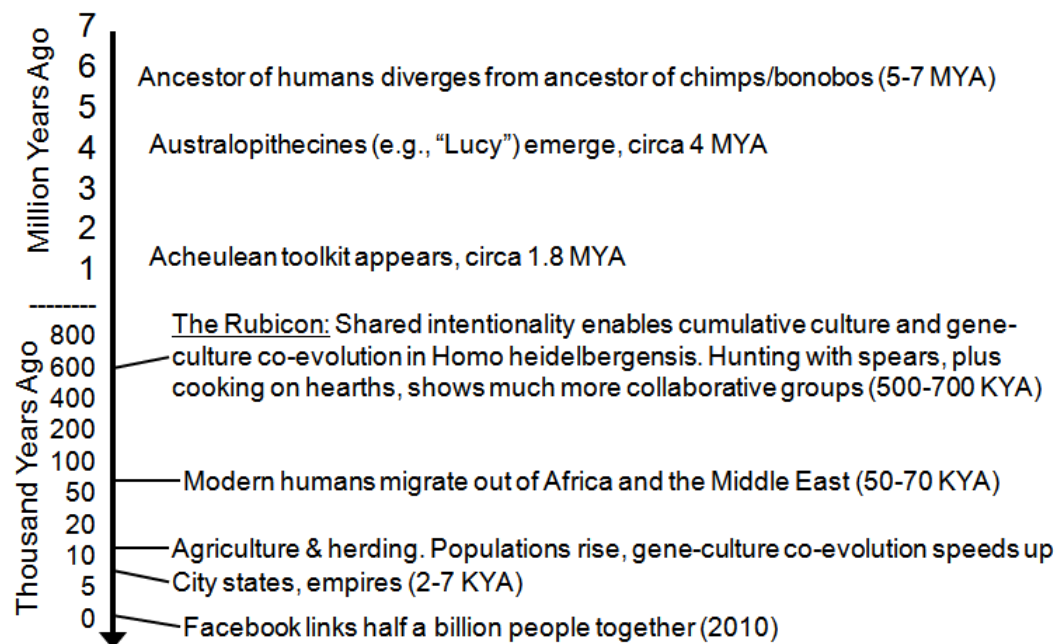 7
6
Ancestor of humans diverges from ancestor of chimps/bonobos (5-7 MYA)
5
4
Australopithecines (e.g., “Lucy”) emerge, circa 4 MYA
3
2
1
Acheulean toolkit appears, circa 1.8 MYA
Million Years Ago
--------
800
The Rubicon: Shared intentionality enables cumulative culture and gene-
600
culture co-evolution in Homo heidelbergensis. Hunting with spears, plus
400
cooking on hearths, shows much more collaborative groups (500-700 KYA)
200
100
50
Modern humans migrate out of Africa and the Middle East (50-70 KYA)
20
10
Agriculture & herding. Populations rise, gene-culture co-evolution speeds up
5
City states, empires (2-7 KYA)
0
Facebook links half a billion people together (2010)
Thousand Years Ago